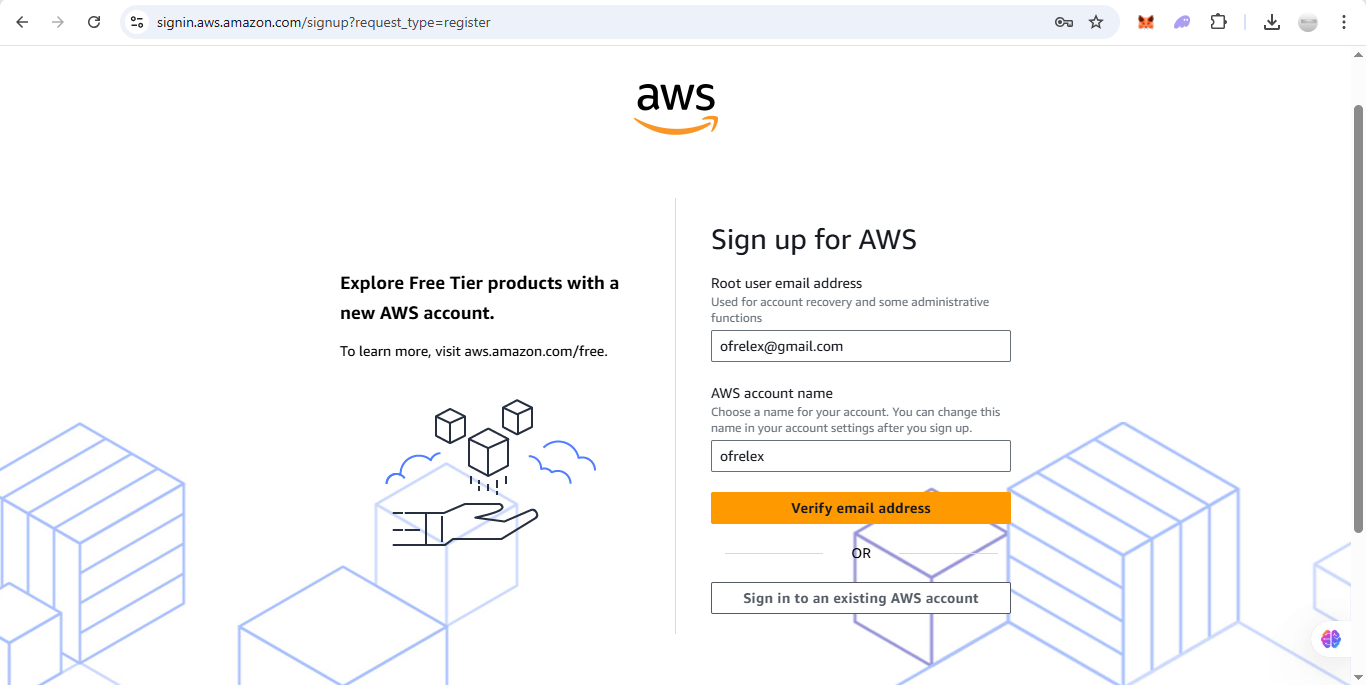 signin.aws.amazon.com/signup?request_type=register
aws
Explore Free Tier products with a
new AWS account.
To learn more, visit aws.amazon.com/free.
Sign up for AWS
Root user email address
Used for account recovery and some administrative
functions
ofrelex@gmail.com
AWS account name
Choose a name for your account. You can change this
name in your account settings after you sign up.
ofrelex
Verify email address
OR
Sign in to an existing AWS account